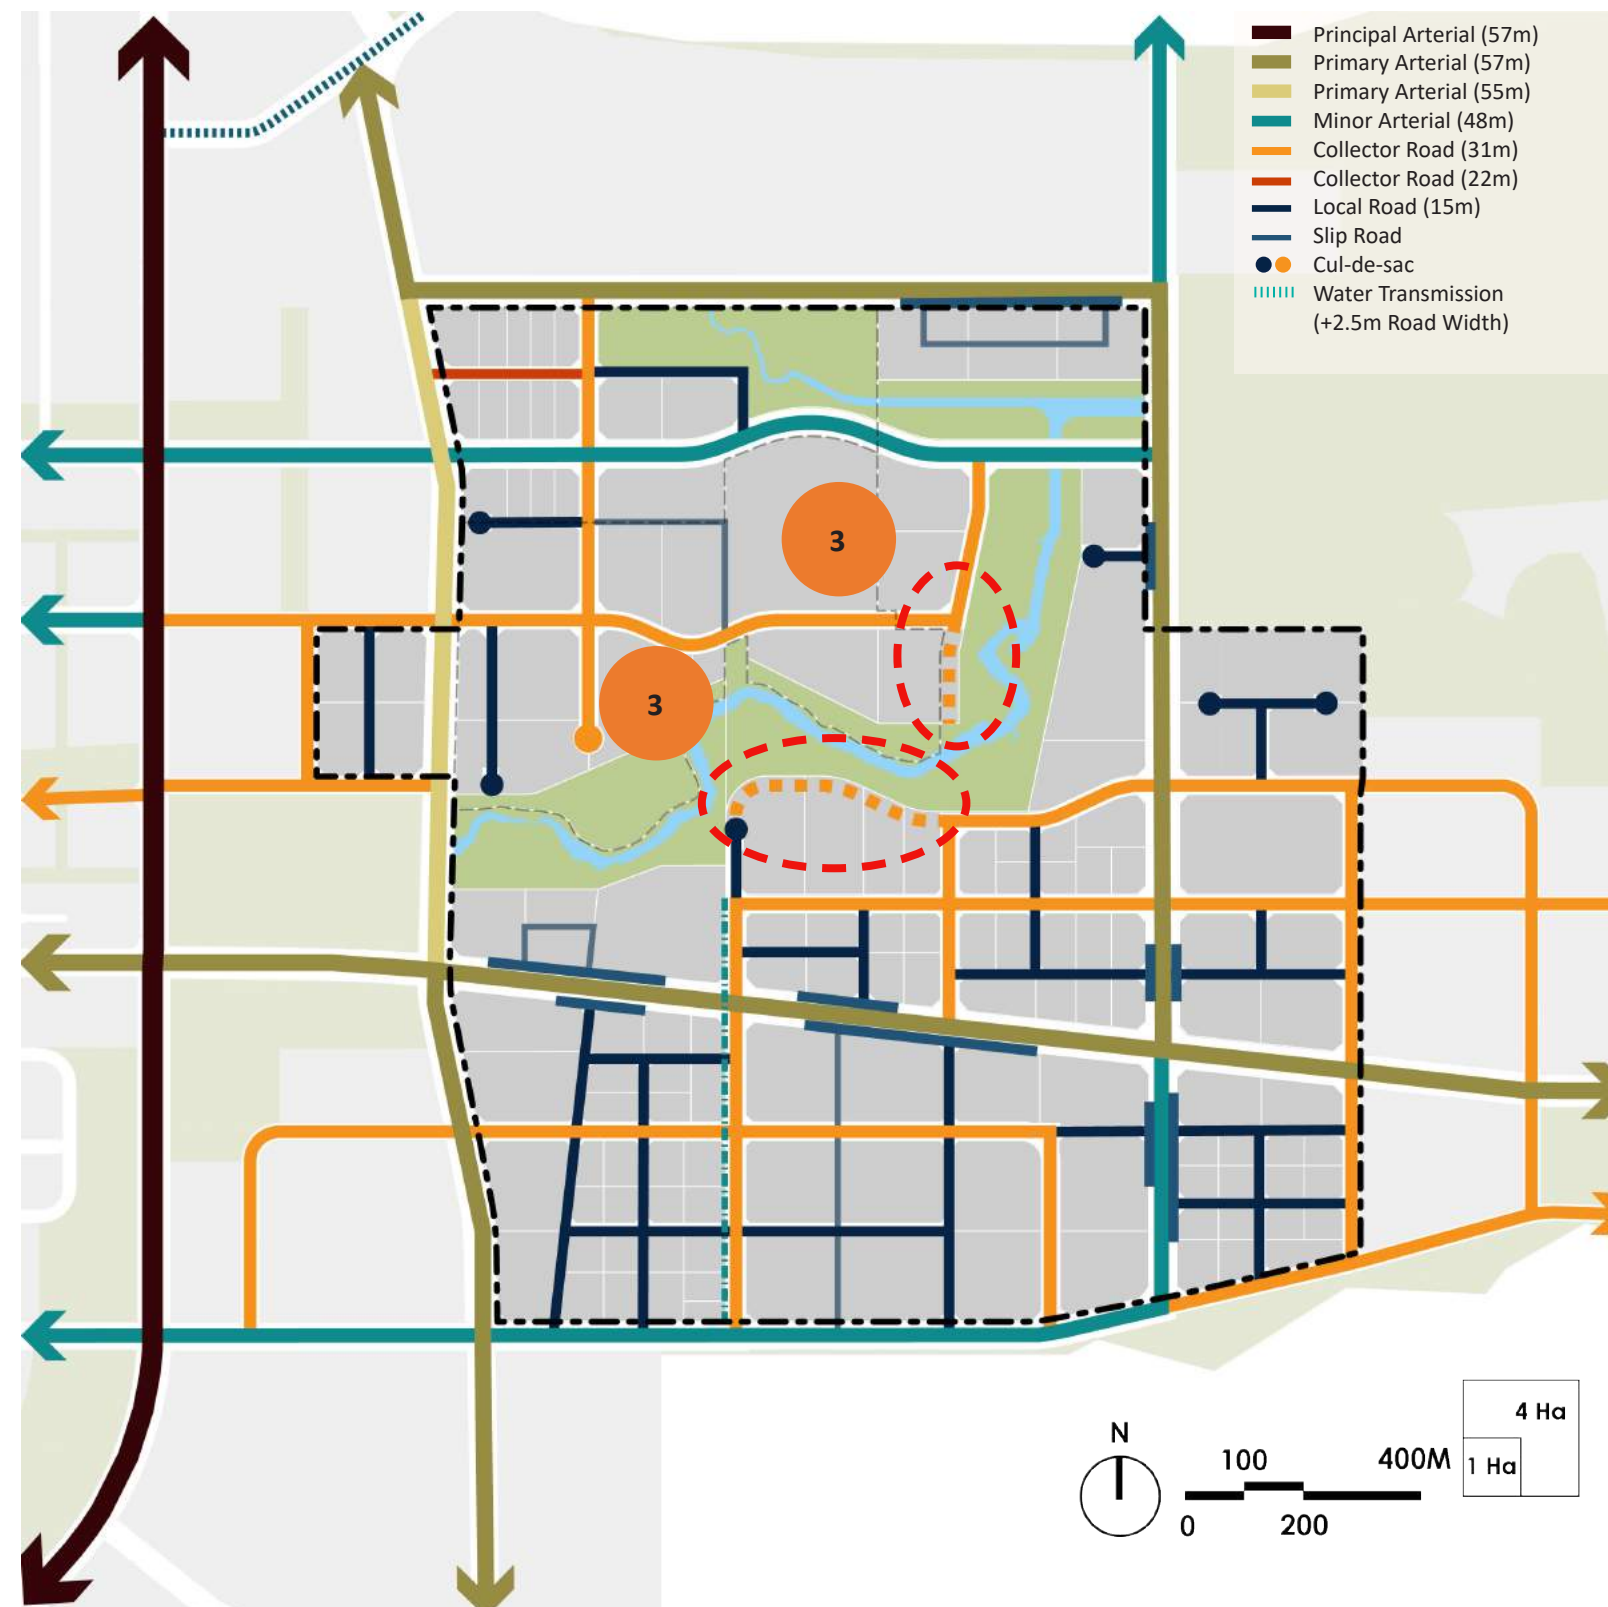 Principal Arterial (57m)
Primary Arterial (57m)
Primary Arterial (55m)
Minor Arterial (48m)
Collector Road (31m)
Collector Road (22m)
Local Road (15m)
Slip Road
Cul-de-sac
Water Transmission
(+2.5m Road Width)
3
3
N
100
400M
0
200
4 Ha
1 Ha